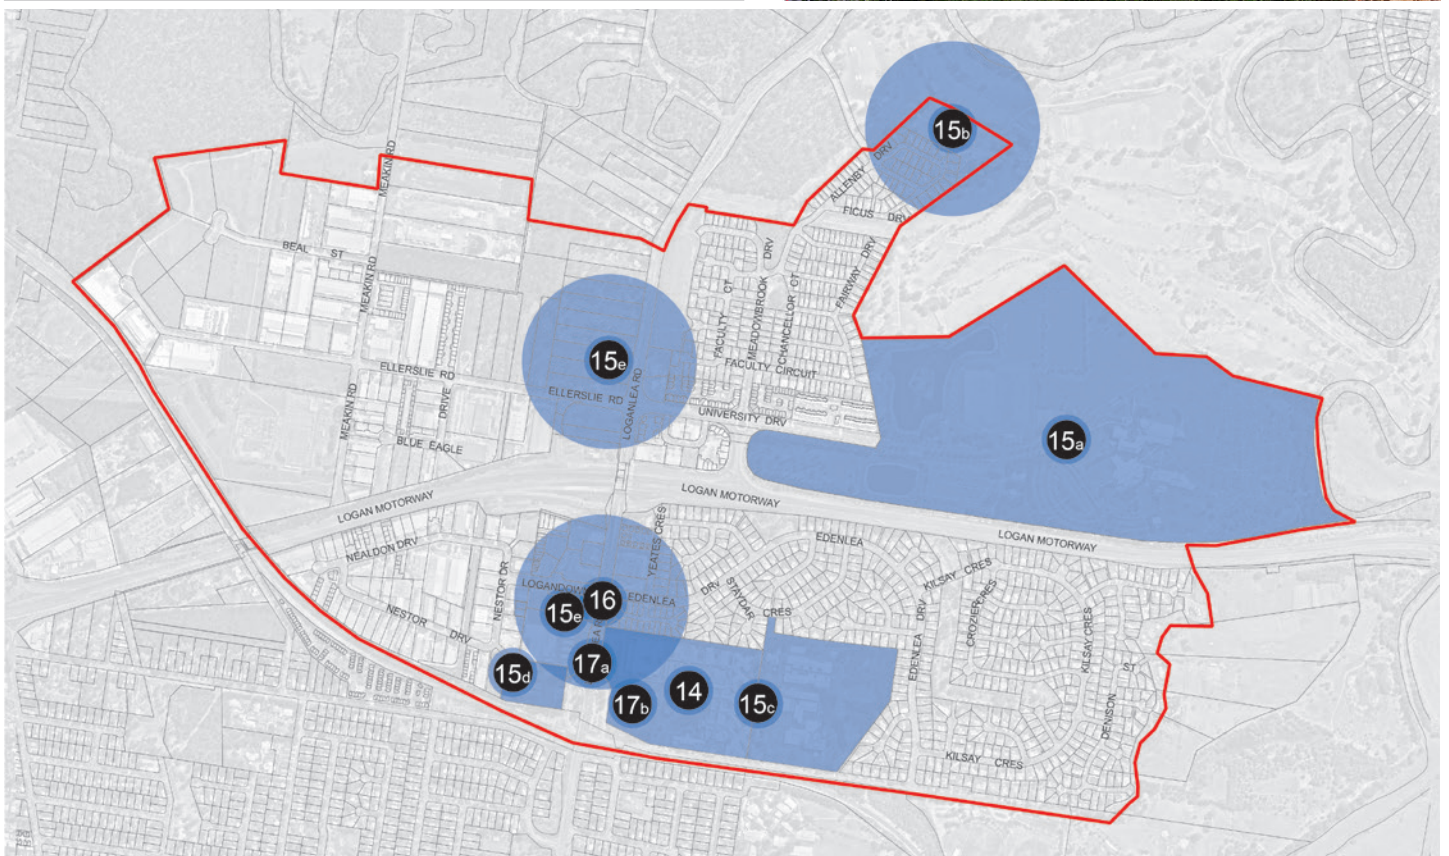 15b
ALLENBY DRV
FICUS DRV
MEAKIN RD
BEAL ST
MEAKIN RD
DRV
FACULTY CT
MEADOWBROOK
CHANCELLOR CT
FAIRWAY DRV
15e
ELLERSLIE RD
ELLERSLIE RD
LOGANLEA RD
FACULTY CIRCUIT
MEAKIN RD
DRIVE
BLUE EAGLE
UNIVERSITY DRV
15a
LOGAN MOTORWAY
LOGAN MOTORWAY
LOGAN MOTORWAY
NEALDON DRV
NESTOR DR
NESTOR DRV
YEATES CRES
EDENLEA
EDENLEA
DRV
STAYDAR
CRES
KILSAY CRES
CROZIER CRES
EDENLEA DRV
KILSAY CRES
ST
DENISON
KILSAY CRES
16
15e
17a
15d
17b
14
15c